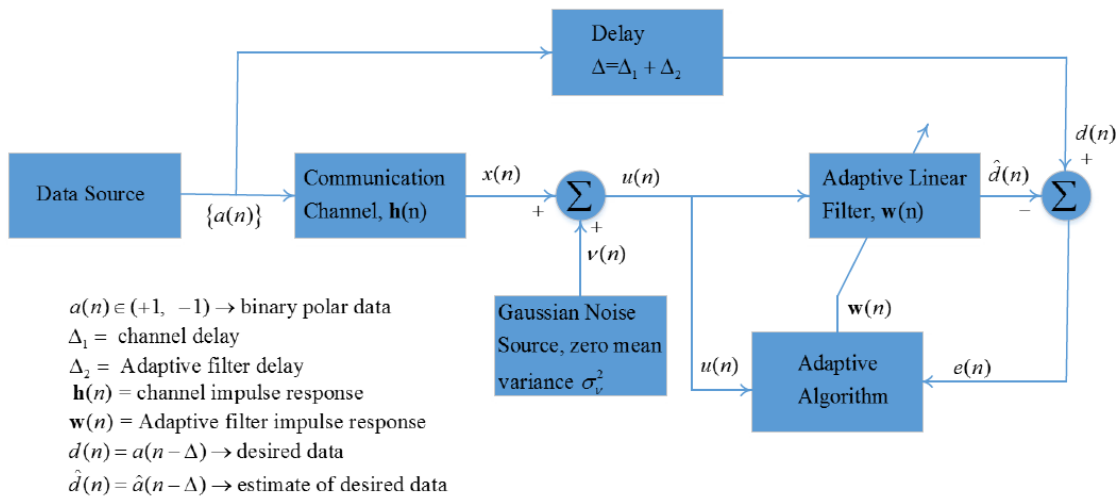 Delay
Δ=Δ₁ + Δ₂
d(n)
+
Data Source
{a(n)}
Communication
Channel, h(n)
x(n)
+
Σ
+
u(n)
Adaptive Linear
Filter, w(n)
d̂(n)
−
Σ
ν(n)
Gaussian Noise
Source, zero mean
variance σᵥ²
w(n)
u(n)
Adaptive
Algorithm
e(n)
a(n) ∈ (+1, −1) → binary polar data
Δ₁ = channel delay
Δ₂ = Adaptive filter delay
h(n) = channel impulse response
w(n) = Adaptive filter impulse response
d(n) = a(n − Δ) → desired data
d̂(n) = â(n − Δ) → estimate of desired data